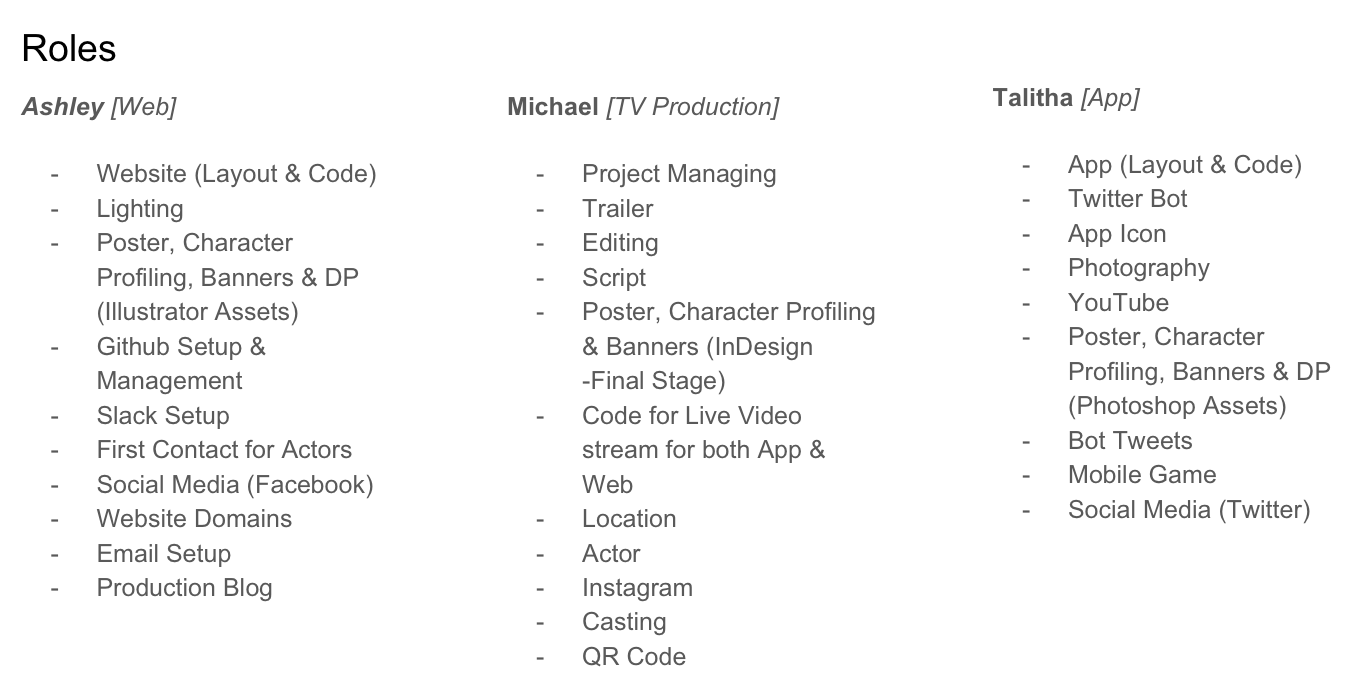 Roles
Ashley [Web]
- Website (Layout & Code)
- Lighting
- Poster, Character
Profiling, Banners & DP
(Illustrator Assets)
- Github Setup &
Management
- Slack Setup
- First Contact for Actors
- Social Media (Facebook)
- Website Domains
- Email Setup
- Production Blog
Michael [TV Production]
- Project Managing
- Trailer
- Editing
- Script
- Poster, Character Profiling
& Banners (InDesign
-Final Stage)
- Code for Live Video
stream for both App &
Web
- Location
- Actor
- Instagram
- Casting
- QR Code
Talitha [App]
- App (Layout & Code)
- Twitter Bot
- App Icon
- Photography
- YouTube
- Poster, Character
Profiling, Banners & DP
(Photoshop Assets)
- Bot Tweets
- Mobile Game
- Social Media (Twitter)